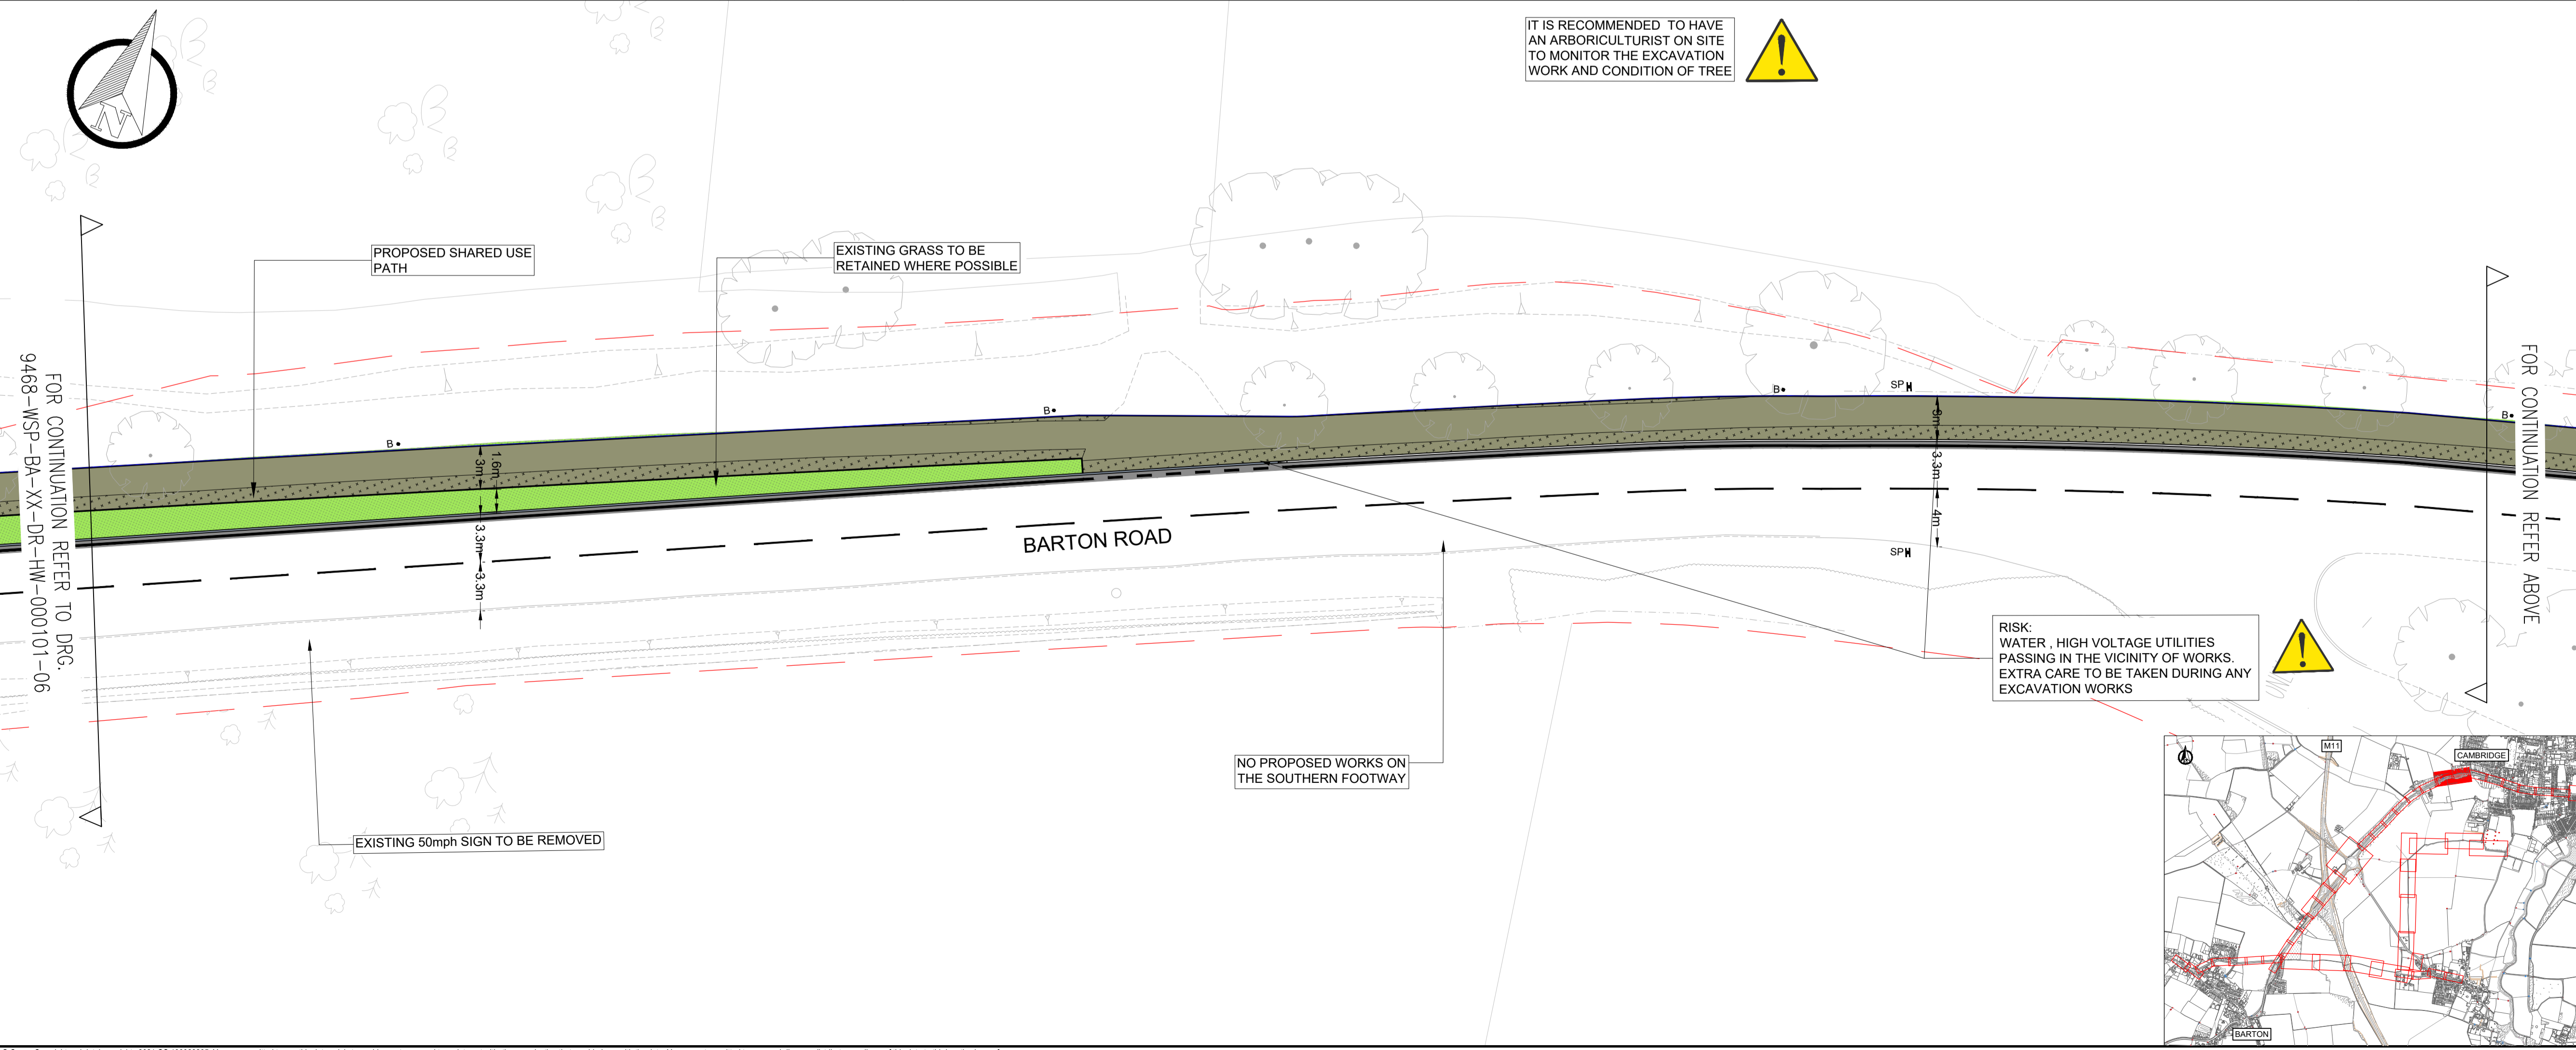 IT IS RECOMMENDED TO HAVE
AN ARBORICULTURIST ON SITE
TO MONITOR THE EXCAVATION
WORK AND CONDITION OF TREE
N
PROPOSED SHARED USE
PATH
EXISTING GRASS TO BE
RETAINED WHERE POSSIBLE
FOR CONTINUATION REFER TO DRG.
9468-WSP-BA-XX-DR-HW-000101-06
B
B
B
SP
B
3m
1.6m
3.3m
3.3m
3m
3.3m
4m
SP
BARTON ROAD
FOR CONTINUATION REFER ABOVE
RISK:
WATER , HIGH VOLTAGE UTILITIES
PASSING IN THE VICINITY OF WORKS.
EXTRA CARE TO BE TAKEN DURING ANY
EXCAVATION WORKS
NO PROPOSED WORKS ON
THE SOUTHERN FOOTWAY
EXISTING 50mph SIGN TO BE REMOVED
M11
CAMBRIDGE
BARTON